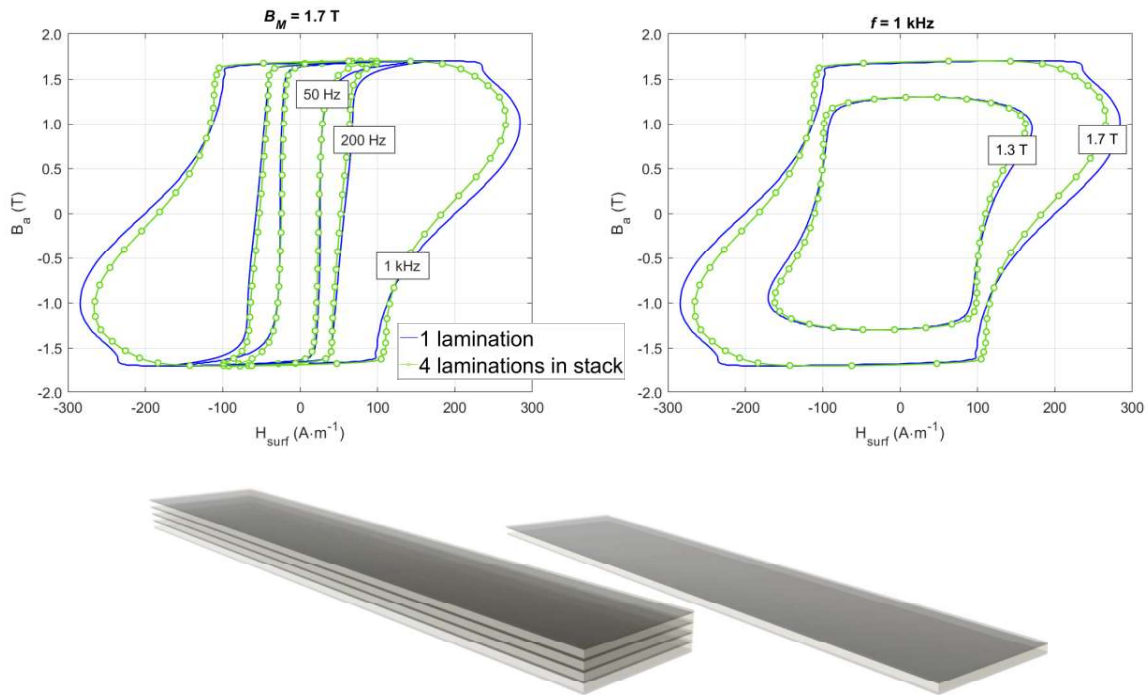 B_M = 1.7 T
2.0
1.5
1.0
0.5
0
-0.5
-1.0
-1.5
-2.0
B_a (T)
50 Hz
200 Hz
1 kHz
1 lamination
4 laminations in stack
-300 -200 -100 0 100 200 300
H_surf (A·m⁻¹)
f = 1 kHz
2.0
1.5
1.0
0.5
0
-0.5
-1.0
-1.5
-2.0
B_a (T)
1.3 T
1.7 T
-300 -200 -100 0 100 200 300
H_surf (A·m⁻¹)